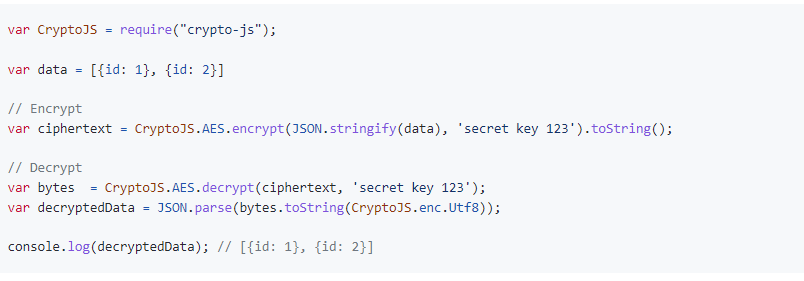 var CryptoJS = require("crypto-js");
var data = [{id: 1}, {id: 2}]
// Encrypt
var ciphertext = CryptoJS.AES.encrypt(JSON.stringify(data), 'secret key 123').toString();
// Decrypt
var bytes  = CryptoJS.AES.decrypt(ciphertext, 'secret key 123');
var decryptedData = JSON.parse(bytes.toString(CryptoJS.enc.Utf8));
console.log(decryptedData); // [{id: 1}, {id: 2}]